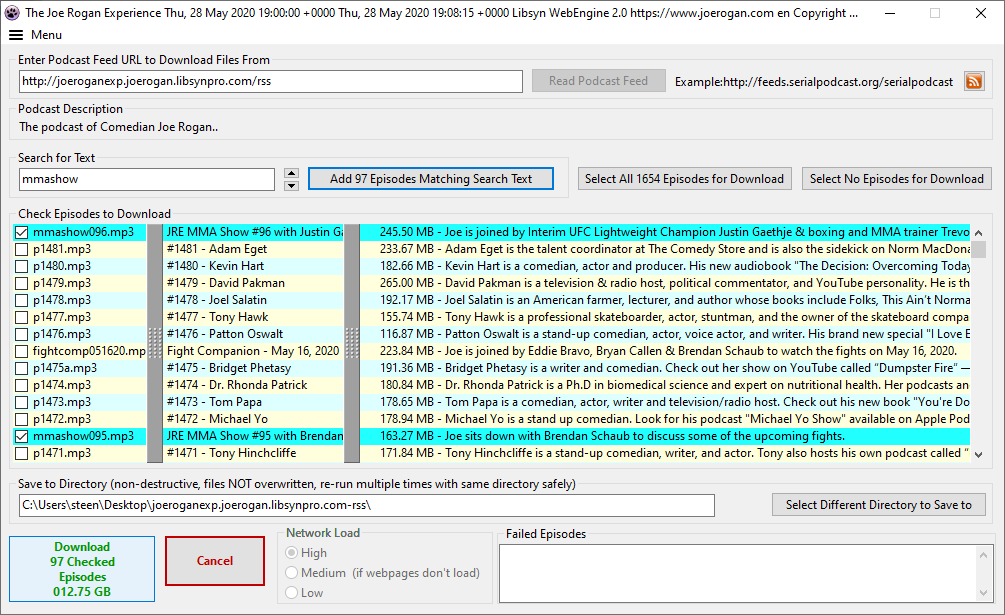 The Joe Rogan Experience Thu, 28 May 2020 19:00:00 +0000 Thu, 28 May 2020 19:08:15 +0000 Libsyn WebEngine 2.0 https://www.joerogan.com en Copyright ...
Menu
Enter Podcast Feed URL to Download Files From
http://joeroganexp.joerogan.libsynpro.com/rss Read Podcast Feed Example:http://feeds.serialpodcast.org/serialpodcast
Podcast Description
The podcast of Comedian Joe Rogan..
Search for Text
mmashow Add 97 Episodes Matching Search Text Select All 1654 Episodes for Download Select No Episodes for Download
Check Episodes to Download
mmashow096.mp3 JRE MMA Show #96 with Justin Ga 245.50 MB - Joe is joined by Interim UFC Lightweight Champion Justin Gaethje & boxing and MMA trainer Trevo
p1481.mp3 #1481 - Adam Eget 233.67 MB - Adam Eget is the talent coordinator at The Comedy Store and is also the sidekick on Norm MacDona
p1480.mp3 #1480 - Kevin Hart 182.66 MB - Kevin Hart is a comedian, actor and producer. His new audiobook "The Decision: Overcoming Today
p1479.mp3 #1479 - David Pakman 265.00 MB - David Pakman is a television & radio host, political commentator, and YouTube personality. He is th
p1478.mp3 #1478 - Joel Salatin 192.17 MB - Joel Salatin is an American farmer, lecturer, and author whose books include Folks, This Ain't Norma
p1477.mp3 #1477 - Tony Hawk 155.74 MB - Tony Hawk is a professional skateboarder, actor, stuntman, and the owner of the skateboard compa
p1476.mp3 #1476 - Patton Oswalt 116.87 MB - Patton Oswalt is a stand-up comedian, actor, voice actor, and writer. His brand new special "I Love E
fightcomp051620.mp Fight Companion - May 16, 2020 223.84 MB - Joe is joined by Eddie Bravo, Bryan Callen & Brendan Schaub to watch the fights on May 16, 2020.
p1475a.mp3 #1475 - Bridget Phetasy 191.36 MB - Bridget Phetasy is a writer and comedian. Check out her show on YouTube called "Dumpster Fire" —
p1474.mp3 #1474 - Dr. Rhonda Patrick 180.84 MB - Dr. Rhonda Patrick is a Ph.D in biomedical science and expert on nutritional health. Her podcasts an
p1473.mp3 #1473 - Tom Papa 178.65 MB - Tom Papa is a comedian, actor, writer and television/radio host. Check out his new book "You're Do
p1472.mp3 #1472 - Michael Yo 178.94 MB - Michael Yo is a stand up comedian. Look for his podcast "Michael Yo Show" available on Apple Pod
mmashow095.mp3 JRE MMA Show #95 with Brendan 163.27 MB - Joe sits down with Brendan Schaub to discuss some of the upcoming fights.
p1471.mp3 #1471 - Tony Hinchcliffe 171.84 MB - Tony Hinchcliffe is a stand-up comedian, writer, and actor. Tony also hosts his own podcast called "
Save to Directory (non-destructive, files NOT overwritten, re-run multiple times with same directory safely)
C:\Users\steen\Desktop\joeroganexp.joerogan.libsynpro.com-rss\ Select Different Directory to Save to
Download
97 Checked
Episodes
012.75 GB
Cancel
Network Load
High
Medium (if webpages don't load)
Low
Failed Episodes